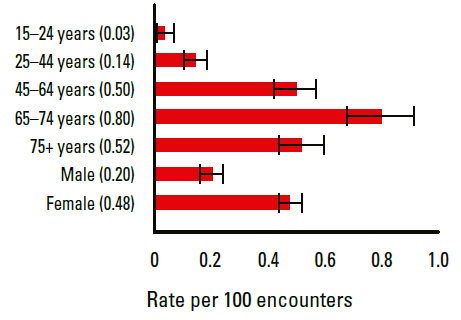 15–24 years (0.03)
25–44 years (0.14)
45–64 years (0.50)
65–74 years (0.80)
75+ years (0.52)
Male (0.20)
Female (0.48)
0 0.2 0.4 0.6 0.8 1.0
Rate per 100 encounters